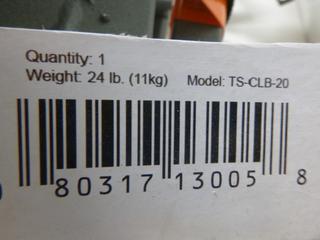 Quantity: 1
Weight: 24 lb. (11kg) Model: TS-CLB-20
80317 13005 8